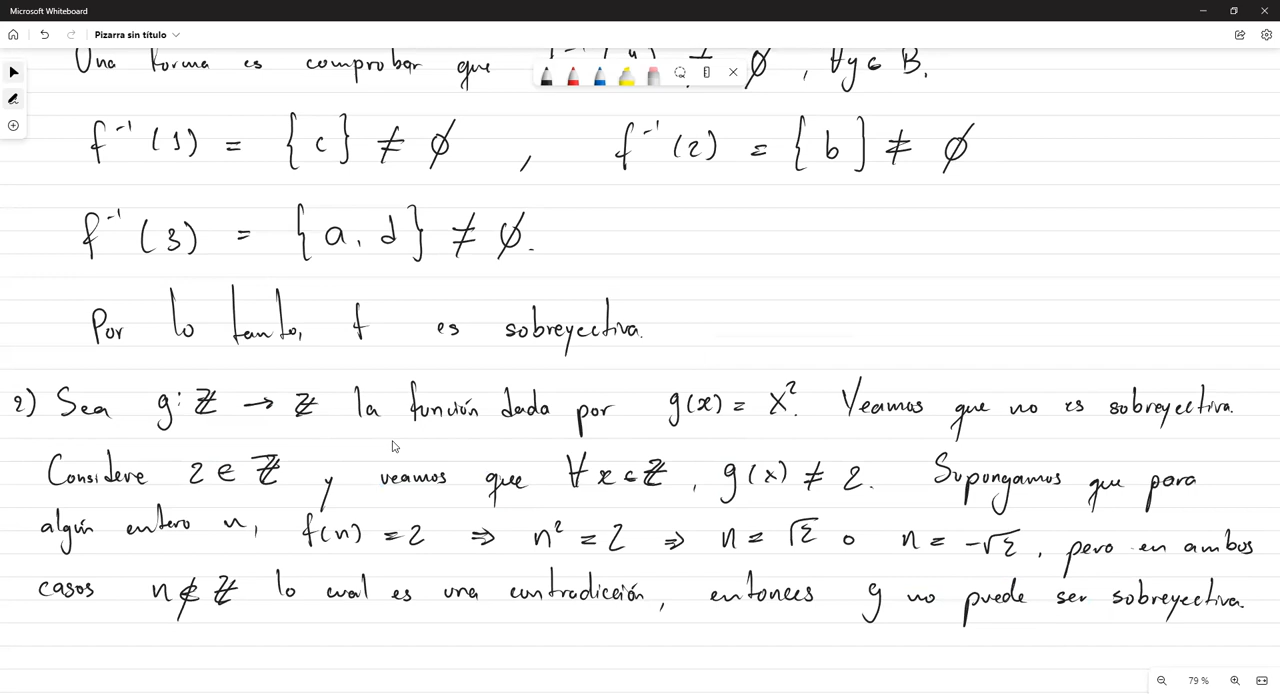 Microsoft Whiteboard
Pizarra sin título
Una forma es comprobar que ≠ ∅, ∀y ∈ B.
f⁻¹(1) = {c} ≠ ∅ , f⁻¹(2) = {b} ≠ ∅
f⁻¹(3) = {a, d} ≠ ∅.
Por lo tanto, f es sobreyectiva.
2) Sea g: ℤ → ℤ la función dada por g(x) = x². Veamos que no es sobreyectiva.
Considere 2 ∈ ℤ y veamos que ∀x ∈ ℤ, g(x) ≠ 2. Supongamos que para
algún entero n, f(n) = 2 ⇒ n² = 2 ⇒ n = √2 o n = -√2, pero en ambos
casos n ∉ ℤ lo cual es una contradicción, entonces g no puede ser sobreyectiva.
79 %